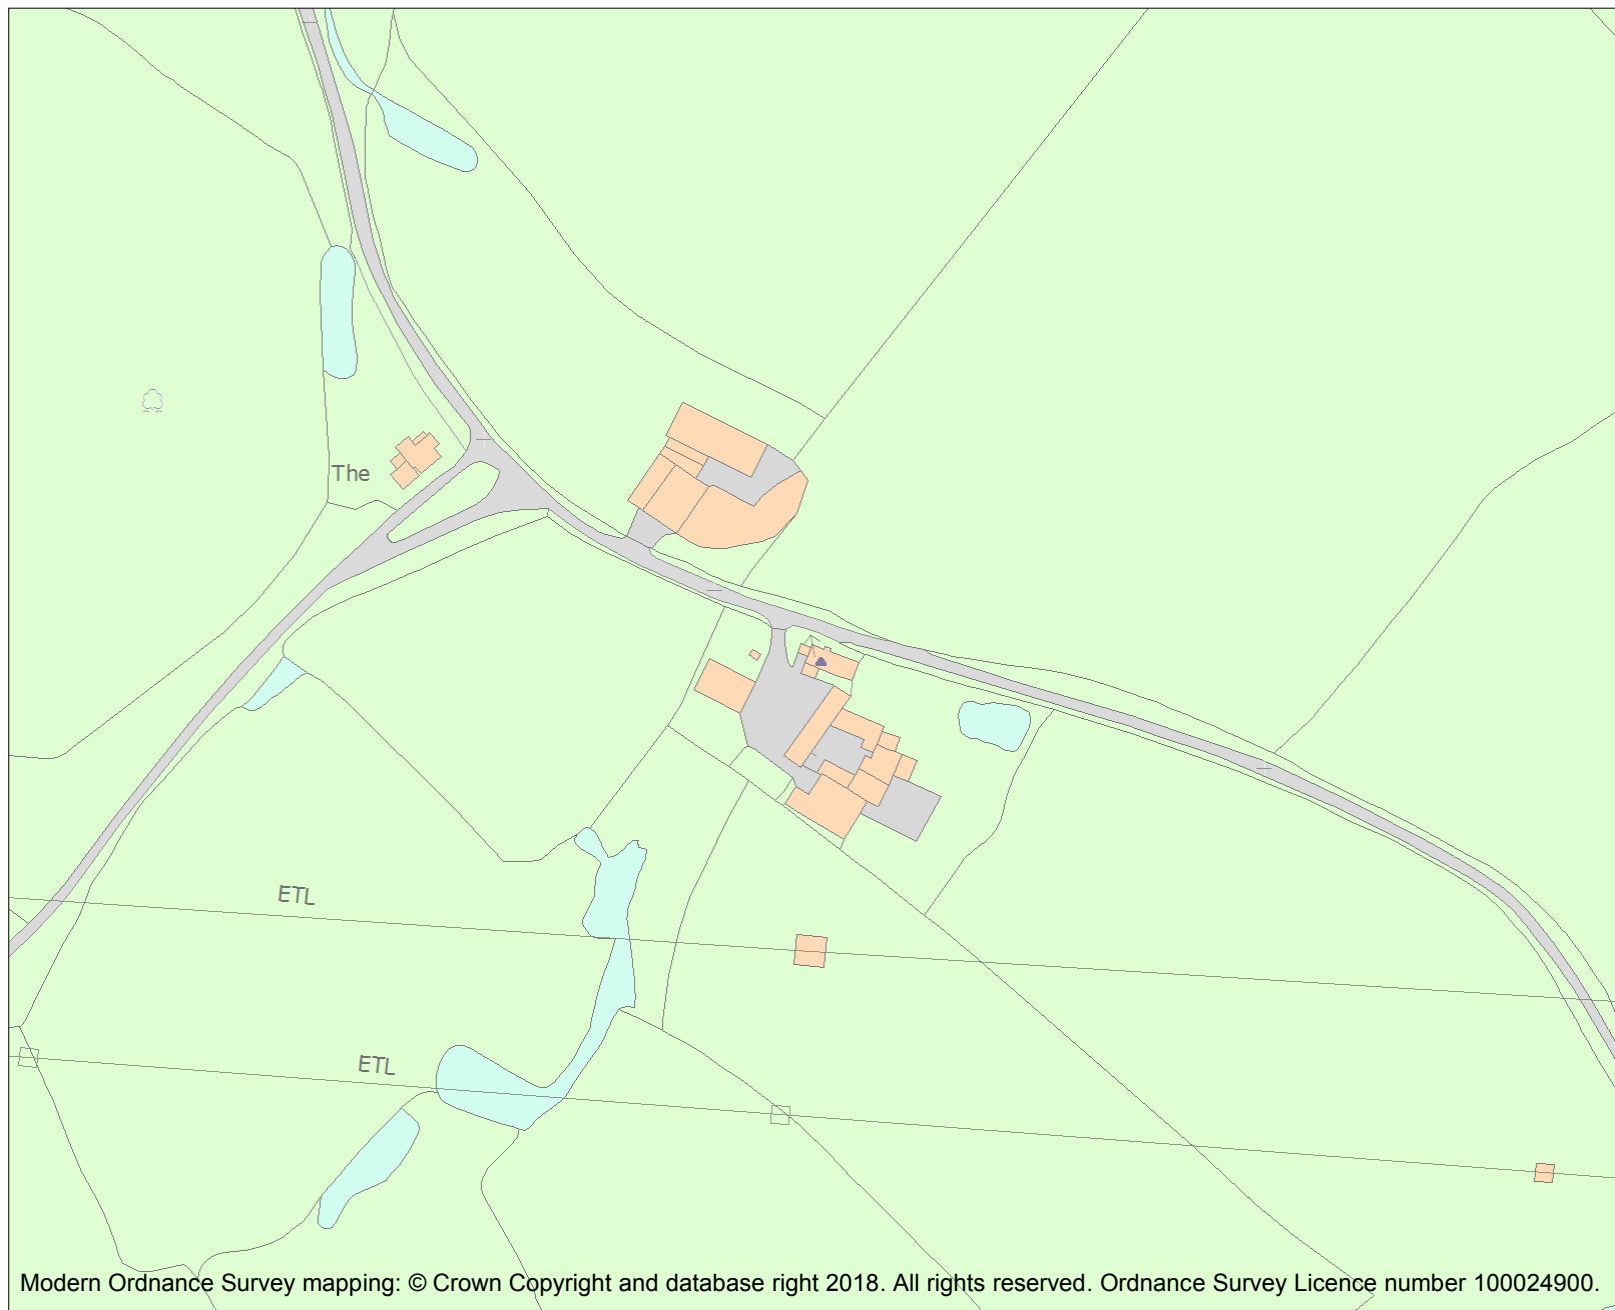 The
ETL
ETL
Modern Ordnance Survey mapping: © Crown Copyright and database right 2018. All rights reserved. Ordnance Survey Licence number 100024900.